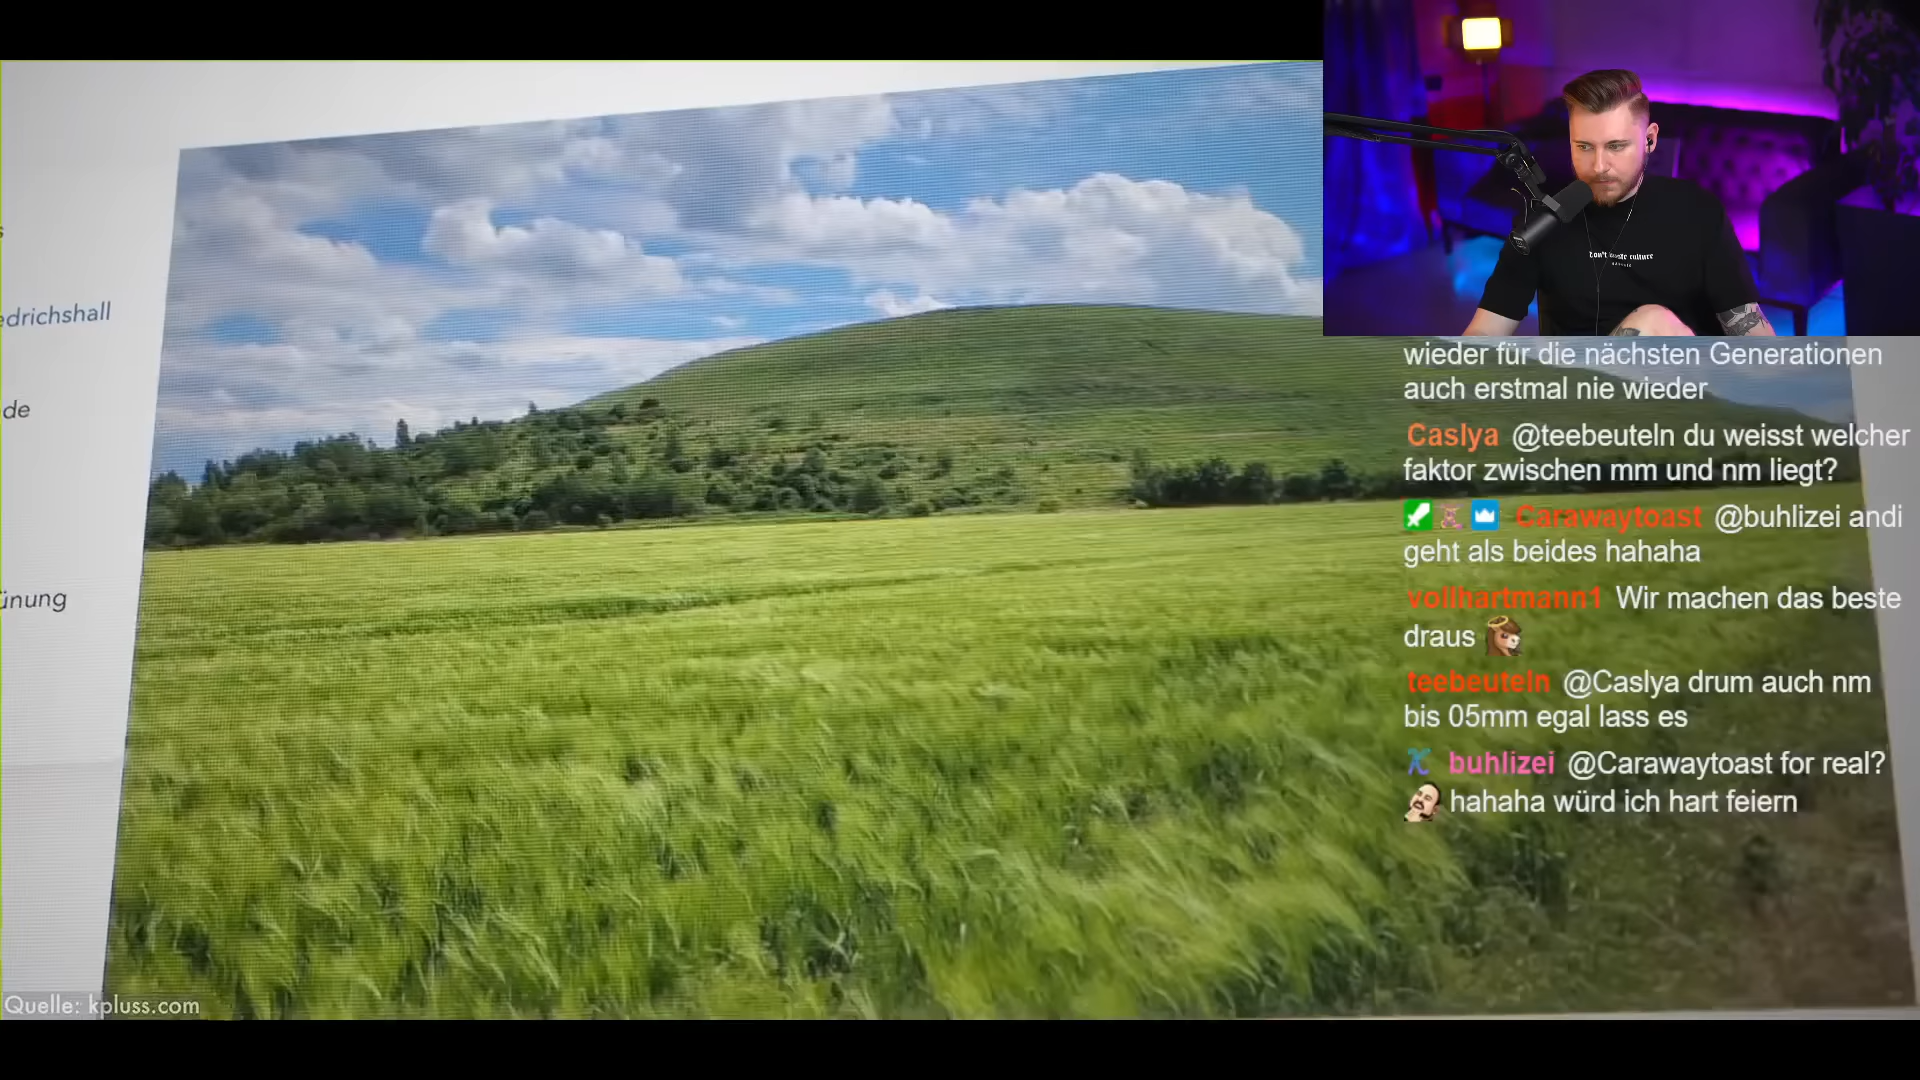 edrichshall
de
ünung
Quelle: kpluss.com
wieder für die nächsten Generationen
auch erstmal nie wieder
Caslya @teebeuteln du weisst welcher
faktor zwischen mm und nm liegt?
Carawaytoast @buhlizei andi
geht als beides hahaha
vollhartmann1 Wir machen das beste
draus
teebeuteln @Caslya drum auch nm
bis 05mm egal lass es
buhlizei @Carawaytoast for real?
hahaha würd ich hart feiern